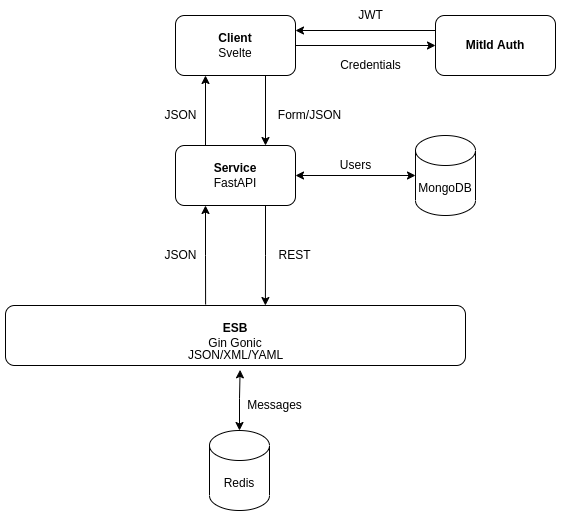 JWT
Client
Svelte
MitId Auth
Credentials
JSON
Form/JSON
Service
FastAPI
Users
MongoDB
JSON
REST
ESB
Gin Gonic
JSON/XML/YAML
Messages
Redis